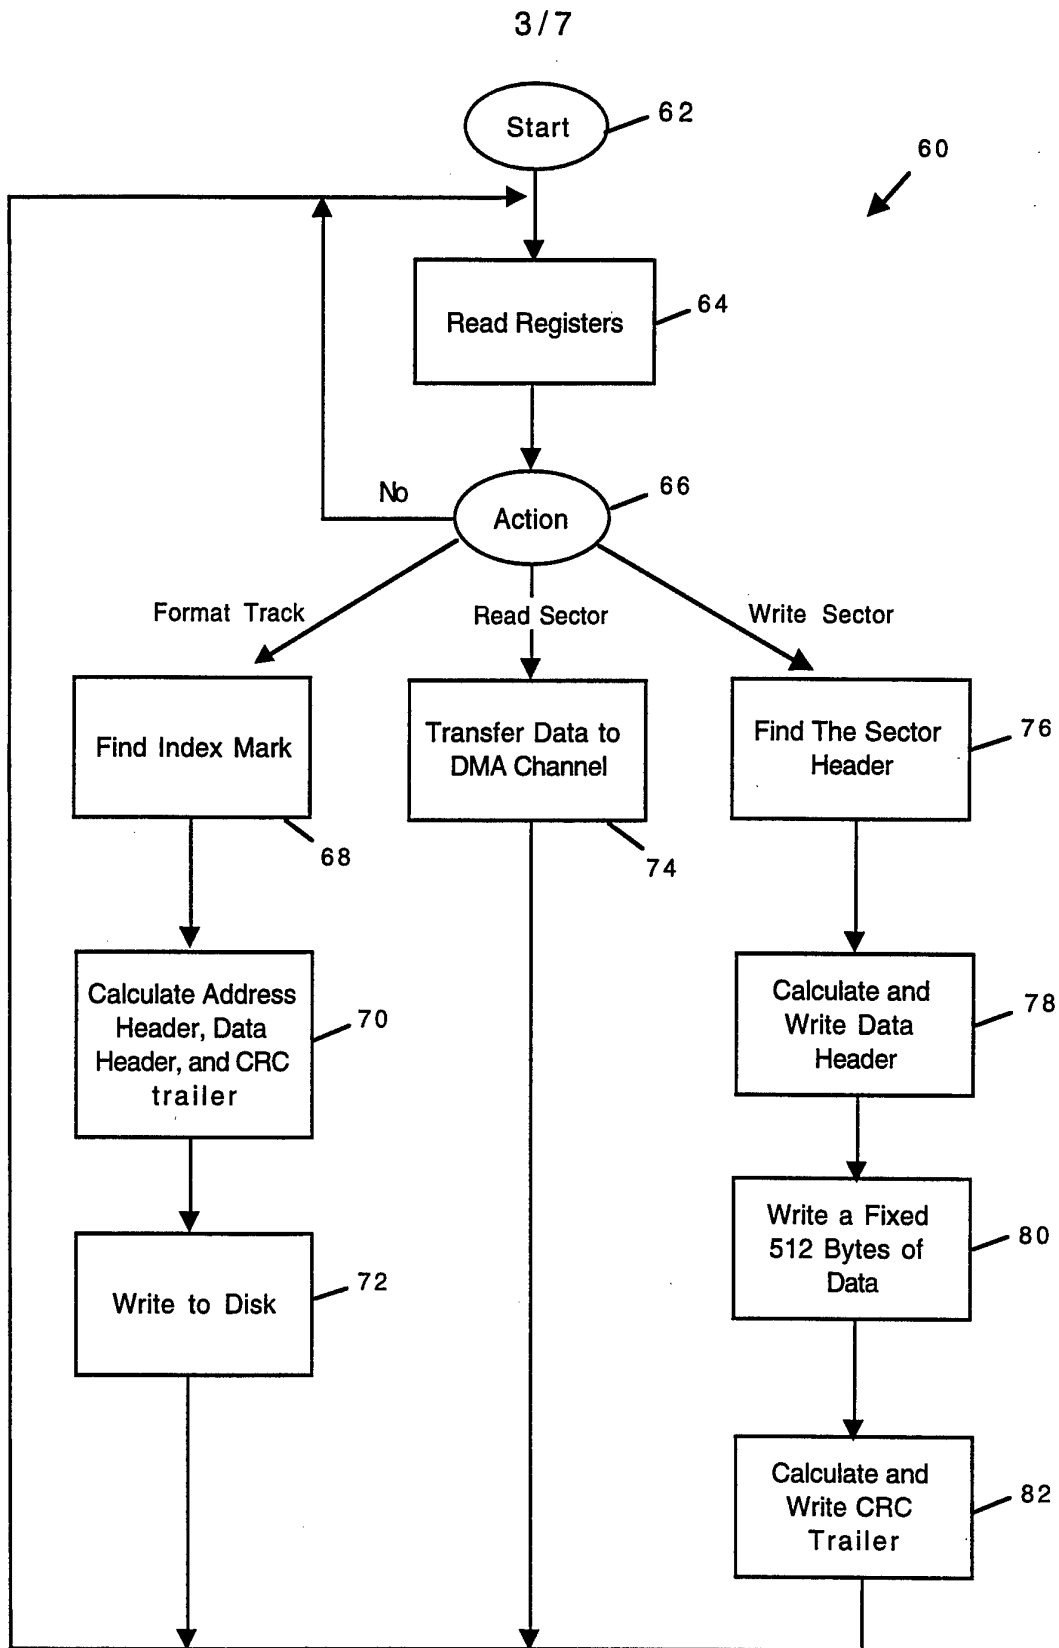 3/7
Start
62
60
Read Registers
64
No
Action
66
Format Track
Read Sector
Write Sector
Find Index Mark
68
Transfer Data to
DMA Channel
74
Find The Sector
Header
76
Calculate Address
Header, Data
Header, and CRC
trailer
70
Calculate and
Write Data
Header
78
Write to Disk
72
Write a Fixed
512 Bytes of
Data
80
Calculate and
Write CRC
Trailer
82